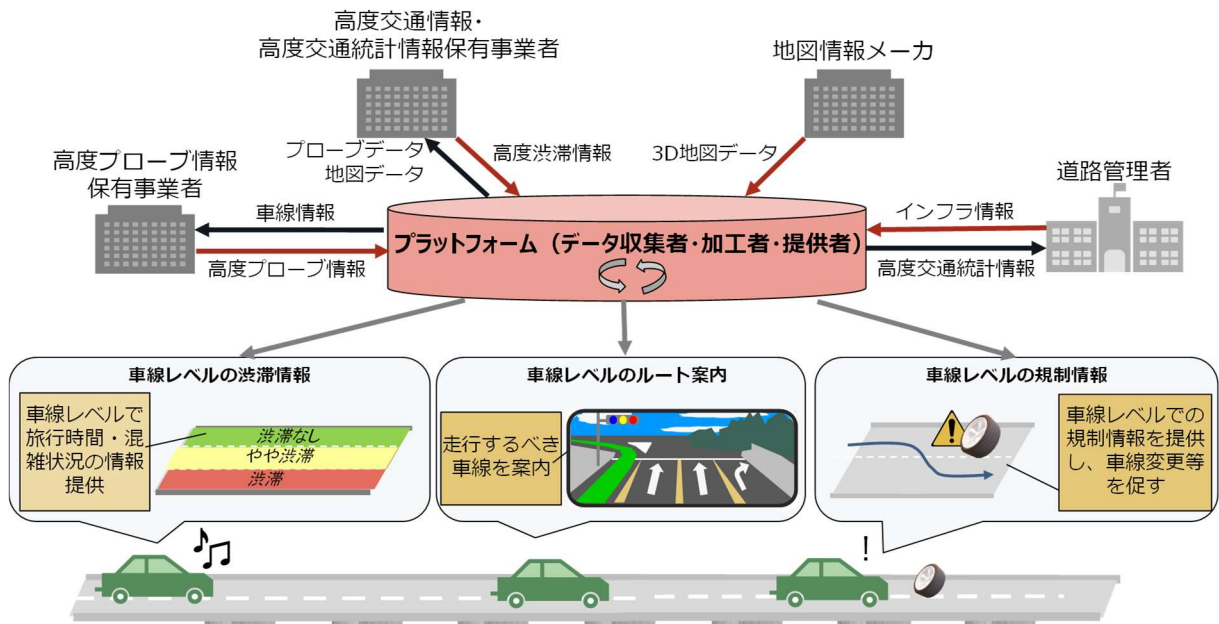 高度交通情報・
高度交通統計情報保有事業者
地図情報メーカ
高度プローブ情報
保有事業者
プローブデータ
地図データ
高度渋滞情報
3D地図データ
道路管理者
車線情報
高度プローブ情報
プラットフォーム（データ収集者・加工者・提供者）
インフラ情報
高度交通統計情報
車線レベルの渋滞情報
車線レベルで
旅行時間・混
雑状況の情報
提供
渋滞なし
やや渋滞
渋滞
車線レベルのルート案内
走行するべき
車線を案内
車線レベルの規制情報
車線レベルでの
規制情報を提供
し、車線変更等
を促す
!
!